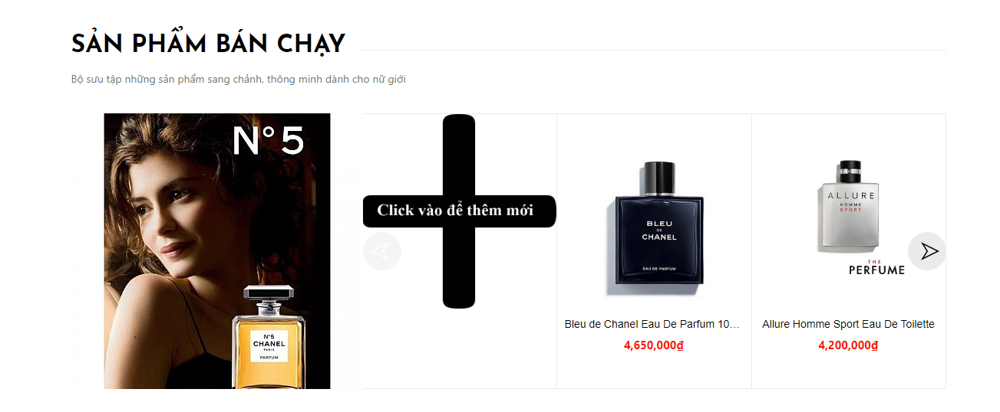 SẢN PHẨM BÁN CHẠY
Bộ sưu tập những sản phẩm sang chảnh, thông minh dành cho nữ giới
N°5
N°5
CHANEL
PARIS
PARFUM
Click vào để thêm mới
BLEU
DE
CHANEL
EAU DE PARFUM
Bleu de Chanel Eau De Parfum 10...
4,650,000₫
ALLURE
HOMME
SPORT
THE
PERFUME
Allure Homme Sport Eau De Toilette
4,200,000₫